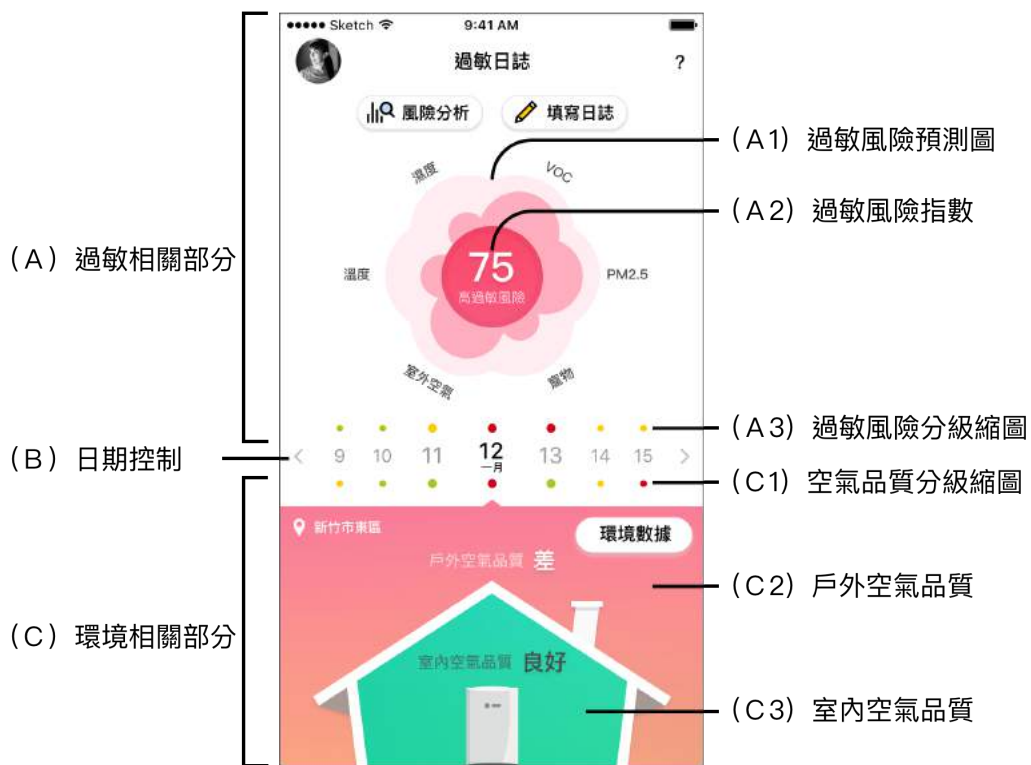 Sketch
9:41 AM
過敏日誌
?
風險分析
填寫日誌
(A1) 過敏風險預測圖
濕度
VOC
(A2) 過敏風險指數
(A) 過敏相關部分
75
溫度
PM2.5
高過敏風險
室外空氣
寵物
(A3) 過敏風險分級縮圖
(B) 日期控制
< 9 10 11 12 13 14 15 >
一月
(C1) 空氣品質分級縮圖
新竹市東區
環境數據
戶外空氣品質 差
(C2) 戶外空氣品質
(C) 環境相關部分
室內空氣品質 良好
(C3) 室內空氣品質